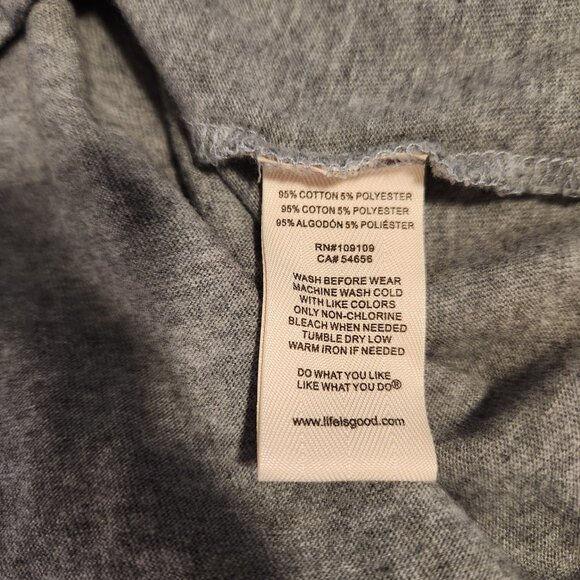 95% COTTON 5% POLYESTER
95% COTON 5% POLYESTER
95% ALGODÓN 5% POLIÉSTER
RN#109109
CA# 54656
WASH BEFORE WEAR
MACHINE WASH COLD
WITH LIKE COLORS
ONLY NON-CHLORINE
BLEACH WHEN NEEDED
TUMBLE DRY LOW
WARM IRON IF NEEDED
DO WHAT YOU LIKE
LIKE WHAT YOU DO®
www.lifeisgood.com